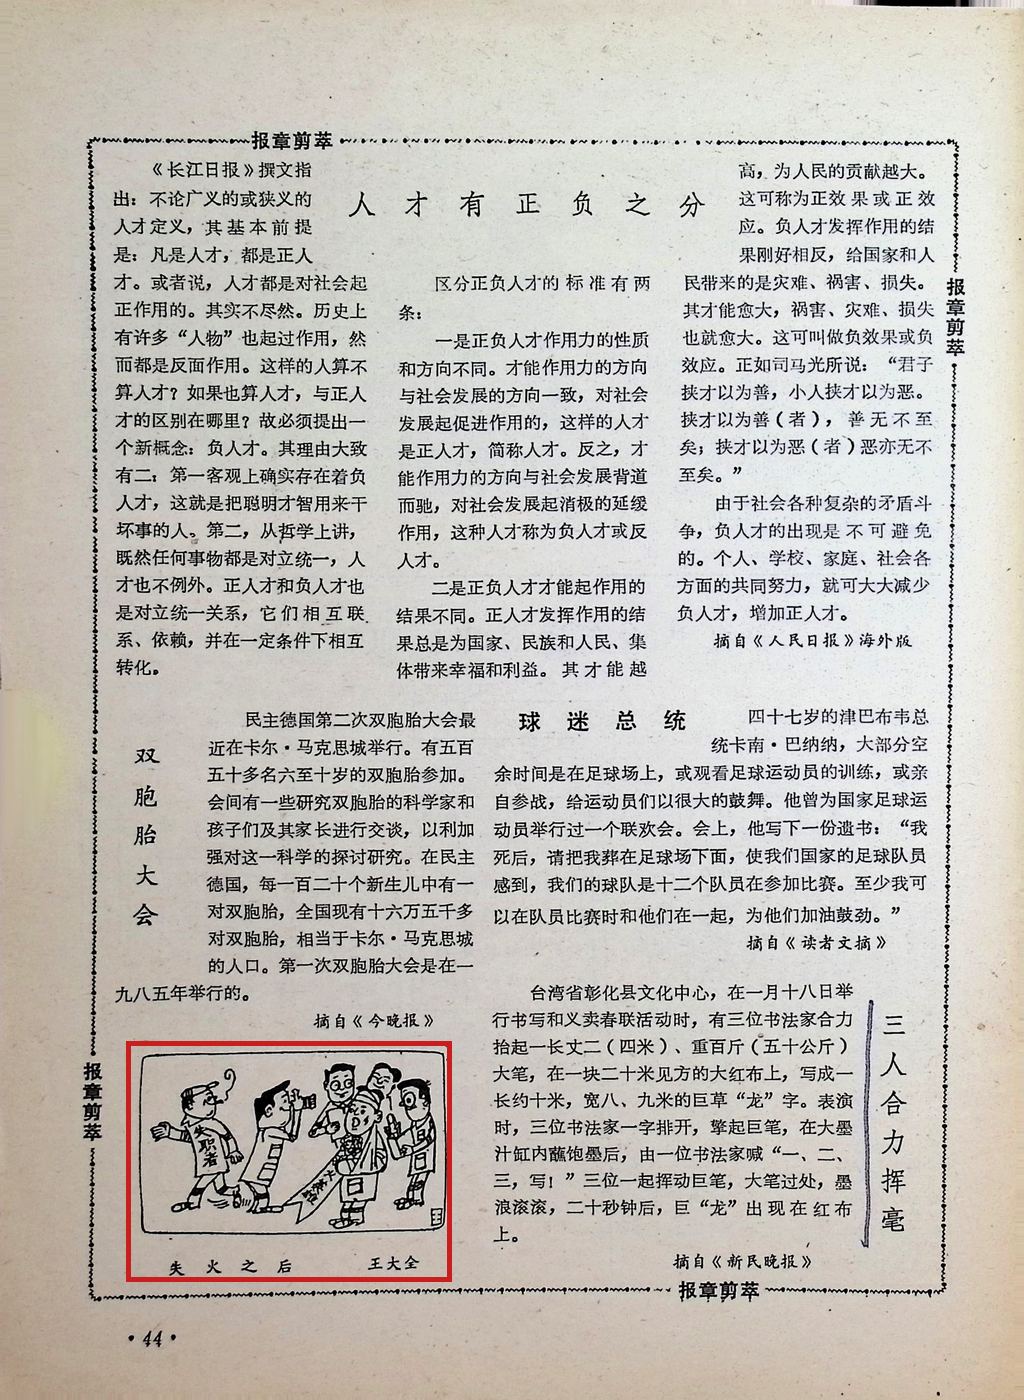 报章剪萃
人才有正负之分
《长江日报》撰文指
出：不论广义的或狭义的
人才定义，其基本前提
是：凡是人才，都是正人
才。或者说，人才都是对社会起
正作用的。其实不尽然。历史上
有许多“人物”也起过作用，然
而都是反面作用。这样的人算不
算人才？如果也算人才，与正人
才的区别在哪里？故必须提出一
个新概念：负人才。其理由大致
有二：第一客观上确实存在着负
人才，这就是把聪明才智用来干
坏事的人。第二，从哲学上讲，
既然任何事物都是对立统一，人
才也不例外。正人才和负人才也
是对立统一关系，它们相互联
系、依赖，并在一定条件下相互
转化。
区分正负人才的标准有两
条：
一是正负人才作用力的性质
和方向不同。才能作用力的方向
与社会发展的方向一致，对社会
发展起促进作用的，这样的人才
是正人才，简称人才。反之，才
能作用力的方向与社会发展背道
而驰，对社会发展起消极的延缓
作用，这种人才称为负人才或反
人才。
二是正负人才才能起作用的
结果不同。正人才发挥作用的结
果总是为国家、民族和人民、集
体带来幸福和利益。其才能越
高，为人民的贡献越大。
这可称为正效果或正效
应。负人才发挥作用的结
果刚好相反，给国家和人
民带来的是灾难、祸害、损失。
其才能愈大，祸害、灾难、损失
也就愈大。这可叫做负效果或负
效应。正如司马光所说：“君子
挟才以为善，小人挟才以为恶。
挟才以为善（者），善无不至
矣；挟才以为恶（者）恶亦无不
至矣。”
由于社会各种复杂的矛盾斗
争，负人才的出现是不可避免
的。个人、学校、家庭、社会各
方面的共同努力，就可大大减少
负人才，增加正人才。
摘自《人民日报》海外版
报章剪萃
双胞胎大会
民主德国第二次双胞胎大会最
近在卡尔·马克思城举行。有五百
五十多名六至十岁的双胞胎参加。
会间有一些研究双胞胎的科学家和
孩子们及其家长进行交谈，以利加
强对这一科学的探讨研究。在民主
德国，每一百二十个新生儿中有一
对双胞胎，全国现有十六万五千多
对双胞胎，相当于卡尔·马克思城
的人口。第一次双胞胎大会是在一
九八五年举行的。
摘自《今晚报》
球迷总统
四十七岁的津巴布韦总
统卡南·巴纳纳，大部分空
余时间是在足球场上，或观看足球运动员的训练，或亲
自参战，给运动员们以很大的鼓舞。他曾为国家足球运
动员举行过一个联欢会。会上，他写下一份遗书：“我
死后，请把我葬在足球场下面，使我们国家的足球队员
感到，我们的球队是十二个队员在参加比赛。至少我可
以在队员比赛时和他们在一起，为他们加油鼓劲。”
摘自《读者文摘》
报章剪萃
失职者
失火之后
王大全
三人合力挥毫
台湾省彰化县文化中心，在一月十八日举
行书写和义卖春联活动时，有三位书法家合力
抬起一长丈二（四米）、重百斤（五十公斤）
大笔，在一块二十米见方的大红布上，写成一
长约十米，宽八、九米的巨草“龙”字。表演
时，三位书法家一字排开，擎起巨笔，在大墨
汁缸内蘸饱墨后，由一位书法家喊“一、二、
三，写！”三位一起挥动巨笔，大笔过处，墨
浪滚滚，二十秒钟后，巨“龙”出现在红布
上。
摘自《新民晚报》
报章剪萃
·44·